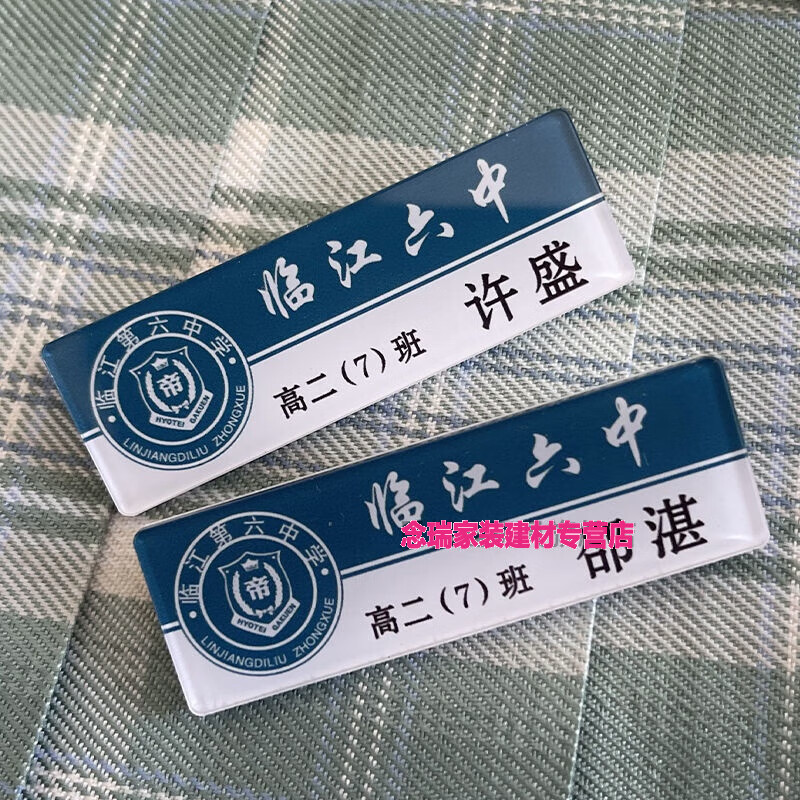 临江六中
许盛
高二(7)班
临江第六中学
帝
HYOTEI GAKUEN
LINJIANGDILIU ZHONGXUE
临江六中
念瑞家装建材专营店
邵湛
高二(7)班
临江第六中学
帝
HYOTEI GAKUEN
LINJIANGDILIU ZHONGXUE